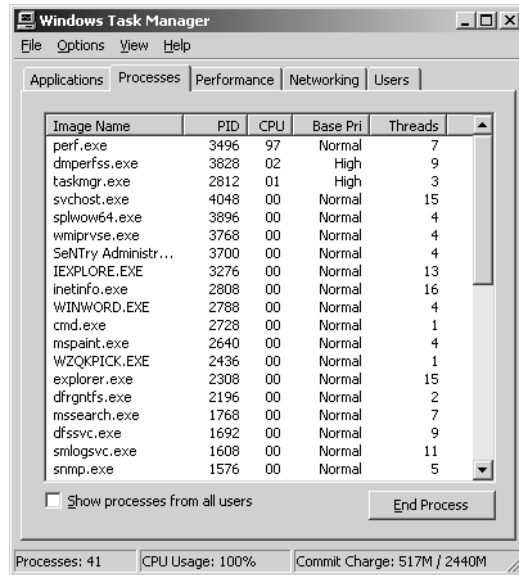 Windows Task Manager
File Options View Help
Applications Processes Performance Networking Users
Image Name PID CPU Base Pri Threads
perf.exe 3496 97 Normal 7
dmperfss.exe 3828 02 High 9
taskmgr.exe 2812 01 High 3
svchost.exe 4048 00 Normal 15
splwow64.exe 3896 00 Normal 4
wmiprvse.exe 3768 00 Normal 4
SeNTry Administr... 3700 00 Normal 4
IEXPLORE.EXE 3276 00 Normal 13
inetinfo.exe 2808 00 Normal 16
WINWORD.EXE 2788 00 Normal 4
cmd.exe 2728 00 Normal 1
mspaint.exe 2640 00 Normal 4
WZQKPICK.EXE 2436 00 Normal 1
explorer.exe 2308 00 Normal 15
dfrgntfs.exe 2196 00 Normal 2
mssearch.exe 1768 00 Normal 7
dfssvc.exe 1692 00 Normal 9
smlogsvc.exe 1608 00 Normal 11
snmp.exe 1576 00 Normal 5
Show processes from all users End Process
Processes: 41 CPU Usage: 100% Commit Charge: 517M / 2440M